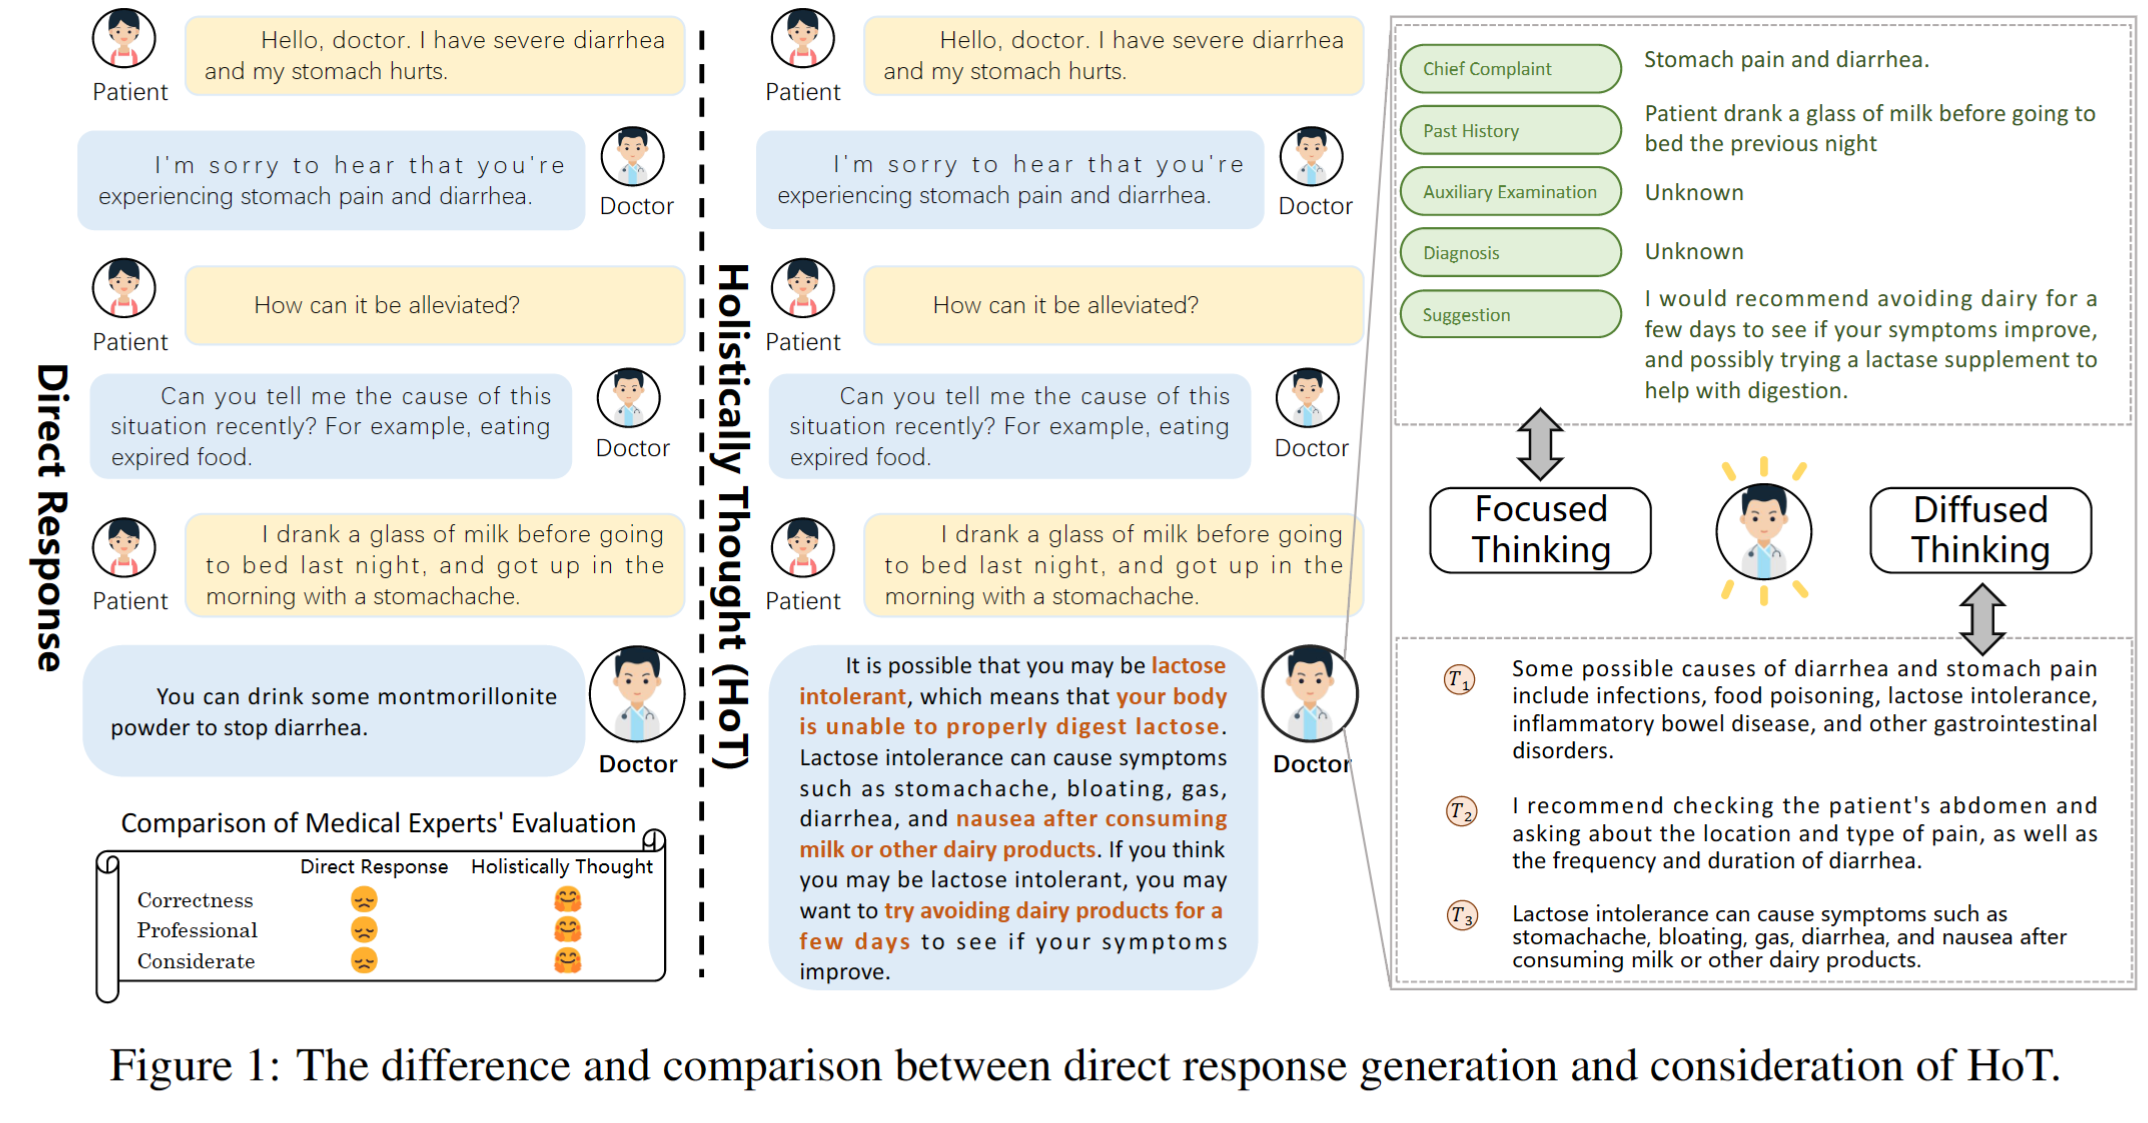 Direct Response
Patient
Hello, doctor. I have severe diarrhea
and my stomach hurts.
I'm sorry to hear that you're
experiencing stomach pain and diarrhea.
Doctor
Patient
How can it be alleviated?
Can you tell me the cause of this
situation recently? For example, eating
expired food.
Doctor
Patient
I drank a glass of milk before going
to bed last night, and got up in the
morning with a stomachache.
You can drink some montmorillonite
powder to stop diarrhea.
Doctor
Comparison of Medical Experts' Evaluation
Direct Response Holistically Thought
Correctness
Professional
Considerate
Holistically Thought (HoT)
Patient
Hello, doctor. I have severe diarrhea
and my stomach hurts.
I'm sorry to hear that you're
experiencing stomach pain and diarrhea.
Doctor
Patient
How can it be alleviated?
Can you tell me the cause of this
situation recently? For example, eating
expired food.
Doctor
Patient
I drank a glass of milk before going
to bed last night, and got up in the
morning with a stomachache.
It is possible that you may be lactose
intolerant, which means that your body
is unable to properly digest lactose.
Lactose intolerance can cause symptoms
such as stomachache, bloating, gas,
diarrhea, and nausea after consuming
milk or other dairy products. If you think
you may be lactose intolerant, you may
want to try avoiding dairy products for a
few days to see if your symptoms
improve.
Doctor
Chief Complaint
Stomach pain and diarrhea.
Past History
Patient drank a glass of milk before going to
bed the previous night
Auxiliary Examination
Unknown
Diagnosis
Unknown
Suggestion
I would recommend avoiding dairy for a
few days to see if your symptoms improve,
and possibly trying a lactase supplement to
help with digestion.
Focused
Thinking
Diffused
Thinking
T1
Some possible causes of diarrhea and stomach pain
include infections, food poisoning, lactose intolerance,
inflammatory bowel disease, and other gastrointestinal
disorders.
T2
I recommend checking the patient's abdomen and
asking about the location and type of pain, as well as
the frequency and duration of diarrhea.
T3
Lactose intolerance can cause symptoms such as
stomachache, bloating, gas, diarrhea, and nausea after
consuming milk or other dairy products.
Figure 1: The difference and comparison between direct response generation and consideration of HoT.